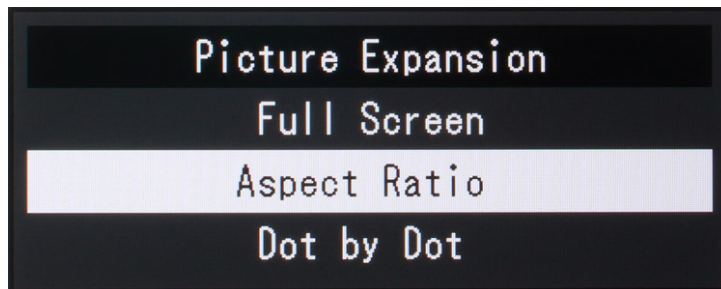 Picture Expansion
Full Screen
Aspect Ratio
Dot by Dot